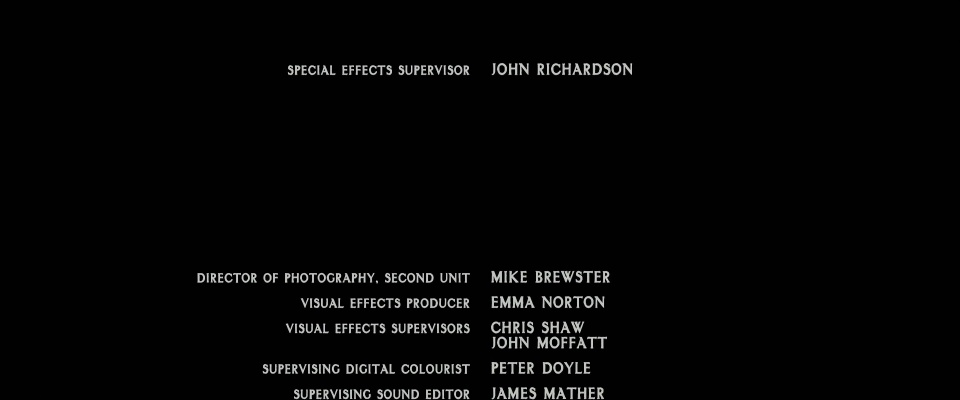 SPECIAL EFFECTS SUPERVISOR JOHN RICHARDSON
DIRECTOR OF PHOTOGRAPHY, SECOND UNIT MIKE BREWSTER
VISUAL EFFECTS PRODUCER EMMA NORTON
VISUAL EFFECTS SUPERVISORS CHRIS SHAW
JOHN MOFFATT
SUPERVISING DIGITAL COLOURIST PETER DOYLE
SUPERVISING SOUND EDITOR JAMES MATHER